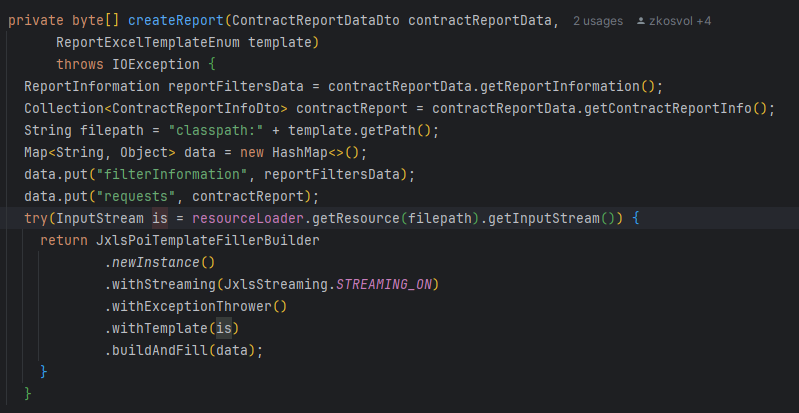 private byte[] createReport(ContractReportDataDto contractReportData, 2 usages zkosvol +4
ReportExcelTemplateEnum template)
throws IOException {
ReportInformation reportFiltersData = contractReportData.getReportInformation();
Collection<ContractReportInfoDto> contractReport = contractReportData.getContractReportInfo();
String filepath = "classpath:" + template.getPath();
Map<String, Object> data = new HashMap<>();
data.put("filterInformation", reportFiltersData);
data.put("requests", contractReport);
try(InputStream is = resourceLoader.getResource(filepath).getInputStream()) {
return JxlsPoiTemplateFillerBuilder
.newInstance()
.withStreaming(JxlsStreaming.STREAMING_ON)
.withExceptionThrower()
.withTemplate(is)
.buildAndFill(data);
}
}